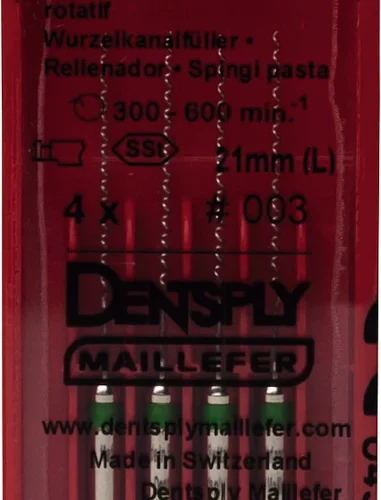 rotatif
Wurzelkanalfüller •
Rellenador • Spingi pasta
300 - 600 min.⁻¹
SSt 21mm (L)
4 x # 003
DENTSPLY
MAILLEFER
www.dentsplymaillefer.com
Made in Switzerland
Dentsply Maillefer